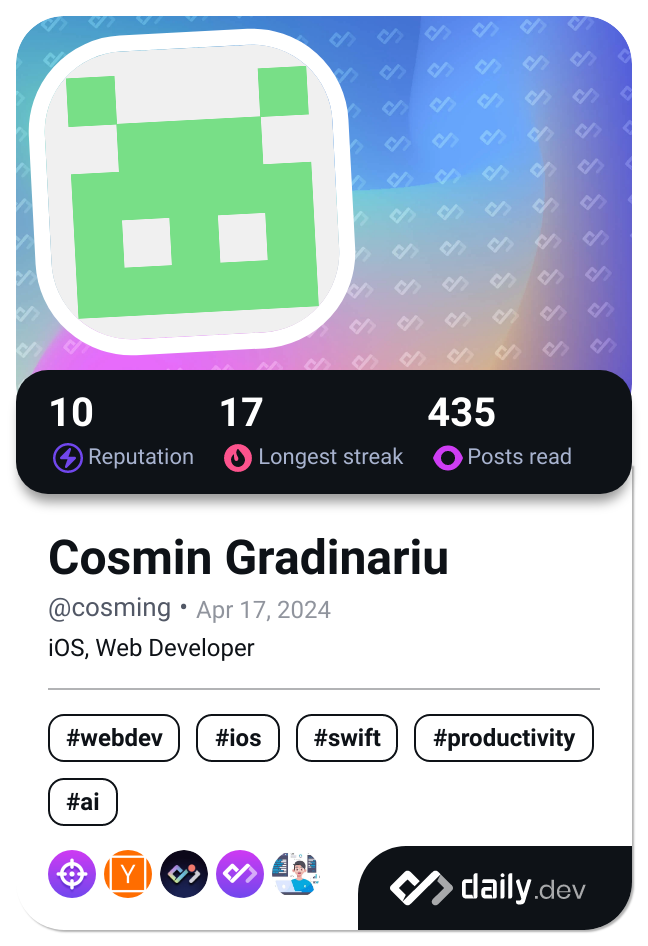 10 17 435
Reputation Longest streak Posts read
Cosmin Gradinariu
@cosming • Apr 17, 2024
iOS, Web Developer
#webdev #ios #swift #productivity
#ai
Y
daily.dev